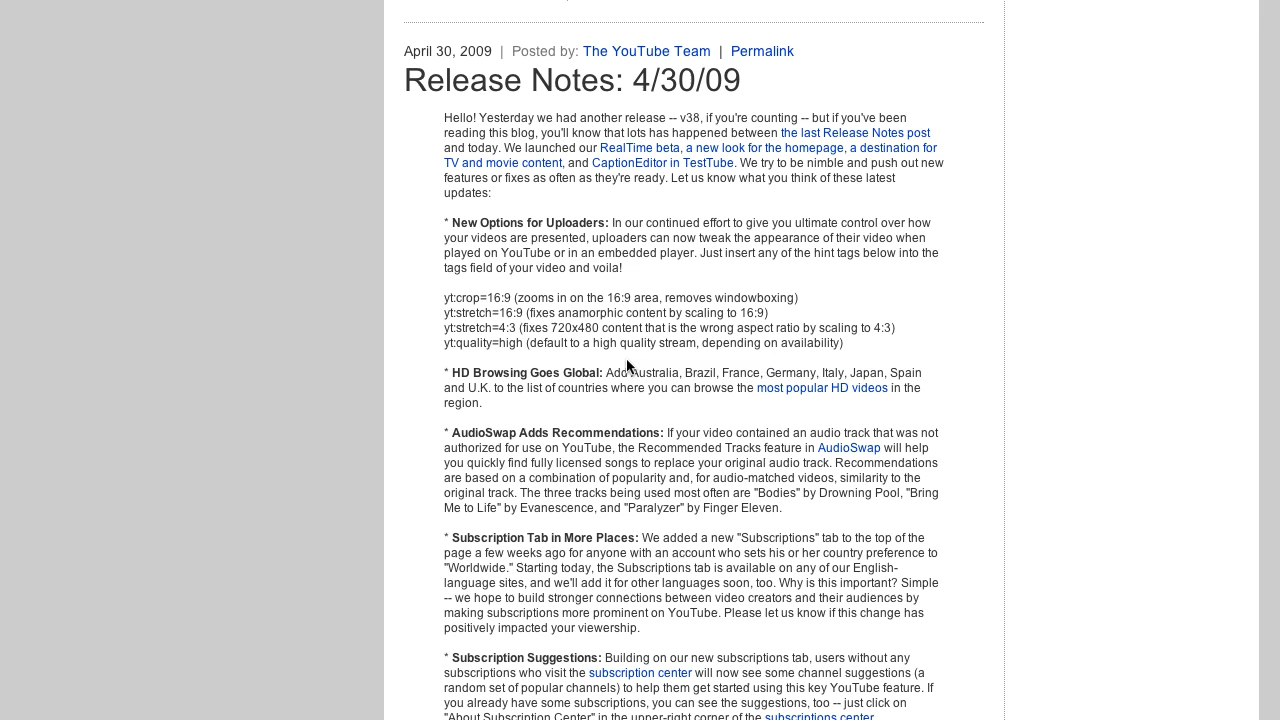 April 30, 2009 | Posted by: The YouTube Team | Permalink
Release Notes: 4/30/09
Hello! Yesterday we had another release -- v38, if you're counting -- but if you've been
reading this blog, you'll know that lots has happened between the last Release Notes post
and today. We launched our RealTime beta, a new look for the homepage, a destination for
TV and movie content, and CaptionEditor in TestTube. We try to be nimble and push out new
features or fixes as often as they're ready. Let us know what you think of these latest
updates:
* New Options for Uploaders: In our continued effort to give you ultimate control over how
your videos are presented, uploaders can now tweak the appearance of their video when
played on YouTube or in an embedded player. Just insert any of the hint tags below into the
tags field of your video and voila!
yt:crop=16:9 (zooms in on the 16:9 area, removes windowboxing)
yt:stretch=16:9 (fixes anamorphic content by scaling to 16:9)
yt:stretch=4:3 (fixes 720x480 content that is the wrong aspect ratio by scaling to 4:3)
yt:quality=high (default to a high quality stream, depending on availability)
* HD Browsing Goes Global: Add Australia, Brazil, France, Germany, Italy, Japan, Spain
and U.K. to the list of countries where you can browse the most popular HD videos in the
region.
* AudioSwap Adds Recommendations: If your video contained an audio track that was not
authorized for use on YouTube, the Recommended Tracks feature in AudioSwap will help
you quickly find fully licensed songs to replace your original audio track. Recommendations
are based on a combination of popularity and, for audio-matched videos, similarity to the
original track. The three tracks being used most often are "Bodies" by Drowning Pool, "Bring
Me to Life" by Evanescence, and "Paralyzer" by Finger Eleven.
* Subscription Tab in More Places: We added a new "Subscriptions" tab to the top of the
page a few weeks ago for anyone with an account who sets his or her country preference to
"Worldwide." Starting today, the Subscriptions tab is available on any of our English-
language sites, and we'll add it for other languages soon, too. Why is this important? Simple
-- we hope to build stronger connections between video creators and their audiences by
making subscriptions more prominent on YouTube. Please let us know if this change has
positively impacted your viewership.
* Subscription Suggestions: Building on our new subscriptions tab, users without any
subscriptions who visit the subscription center will now see some channel suggestions (a
random set of popular channels) to help them get started using this key YouTube feature. If
you already have some subscriptions, you can see the suggestions, too -- just click on
"About Subscription Center" in the upper-right corner of the subscriptions center.